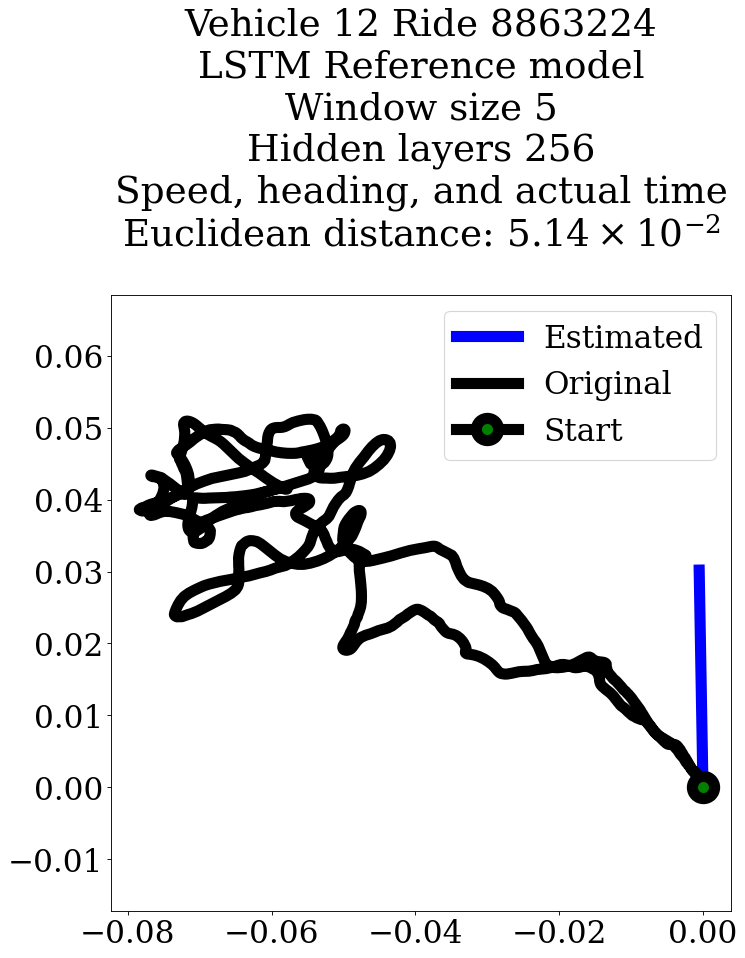 Vehicle 12 Ride 8863224
LSTM Reference model
Window size 5
Hidden layers 256
Speed, heading, and actual time
Euclidean distance: 5.14 × 10⁻²
Estimated
Original
Start
0.06
0.05
0.04
0.03
0.02
0.01
0.00
−0.01
−0.08 −0.06 −0.04 −0.02 0.00